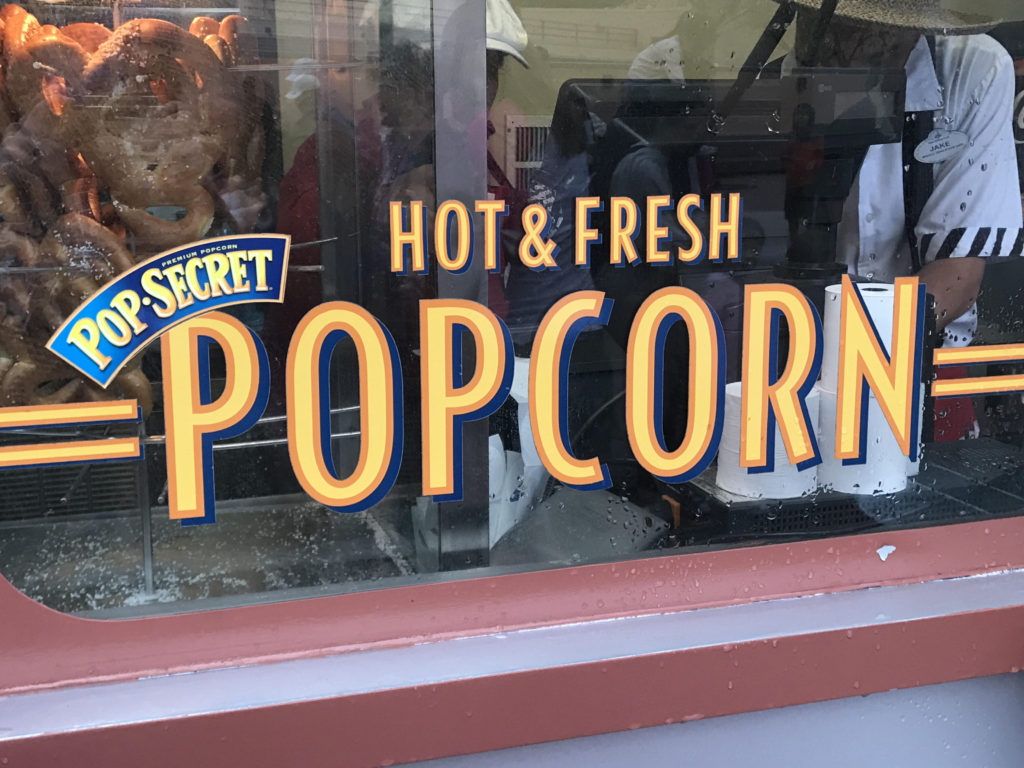 HOT & FRESH
PREMIUM POPCORN
POP·SECRET
POPCORN
JAKE